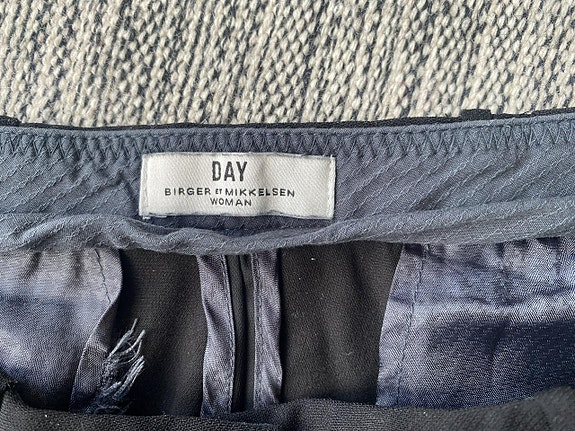 DAY
BIRGER ET MIKKELSEN
WOMAN